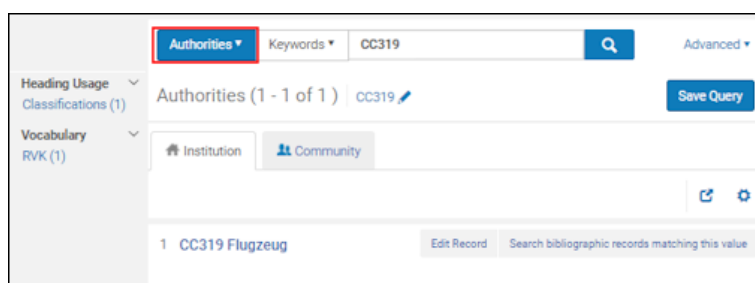 Authorities Keywords CC319 Advanced
Heading Usage
Classifications (1)
Vocabulary
RVK (1)
Authorities (1 - 1 of 1 ) CC319 Save Query
Institution Community
1 CC319 Flugzeug Edit Record Search bibliographic records matching this value